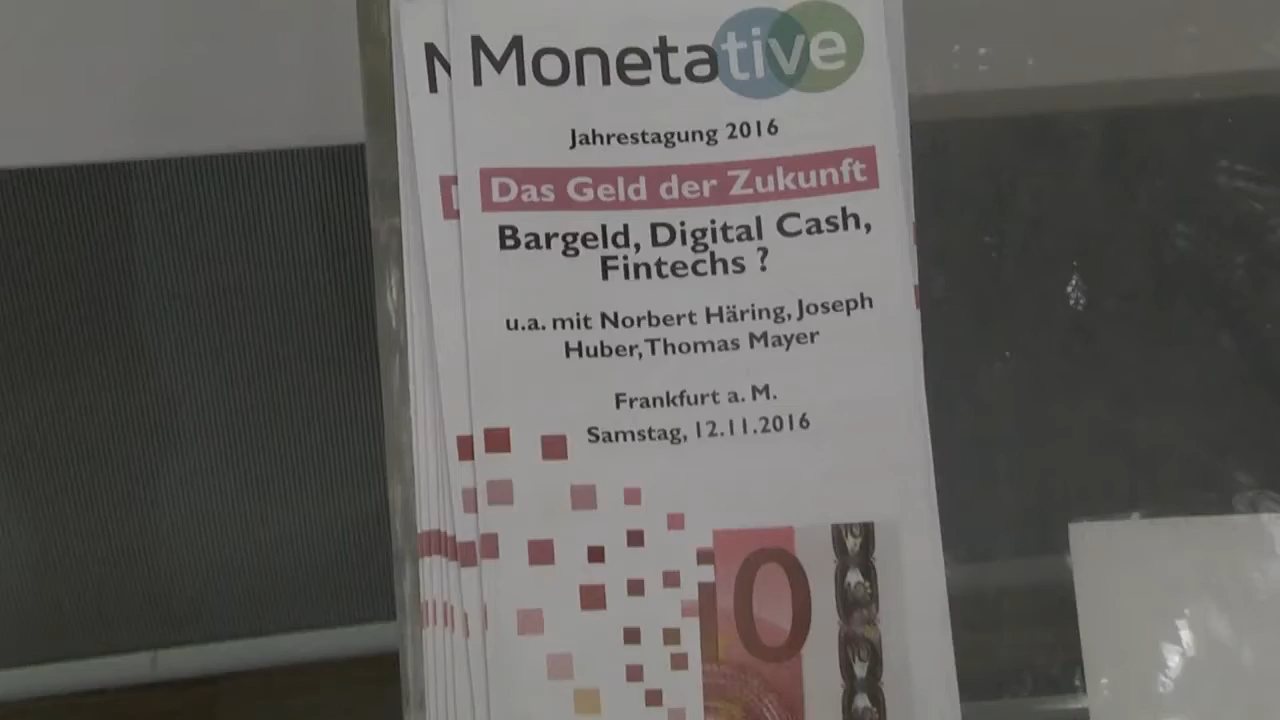 Monetative
Jahrestagung 2016
Das Geld der Zukunft
Bargeld, Digital Cash,
Fintechs ?
u.a. mit Norbert Häring, Joseph
Huber, Thomas Mayer
Frankfurt a. M.
Samstag, 12.11.2016
10